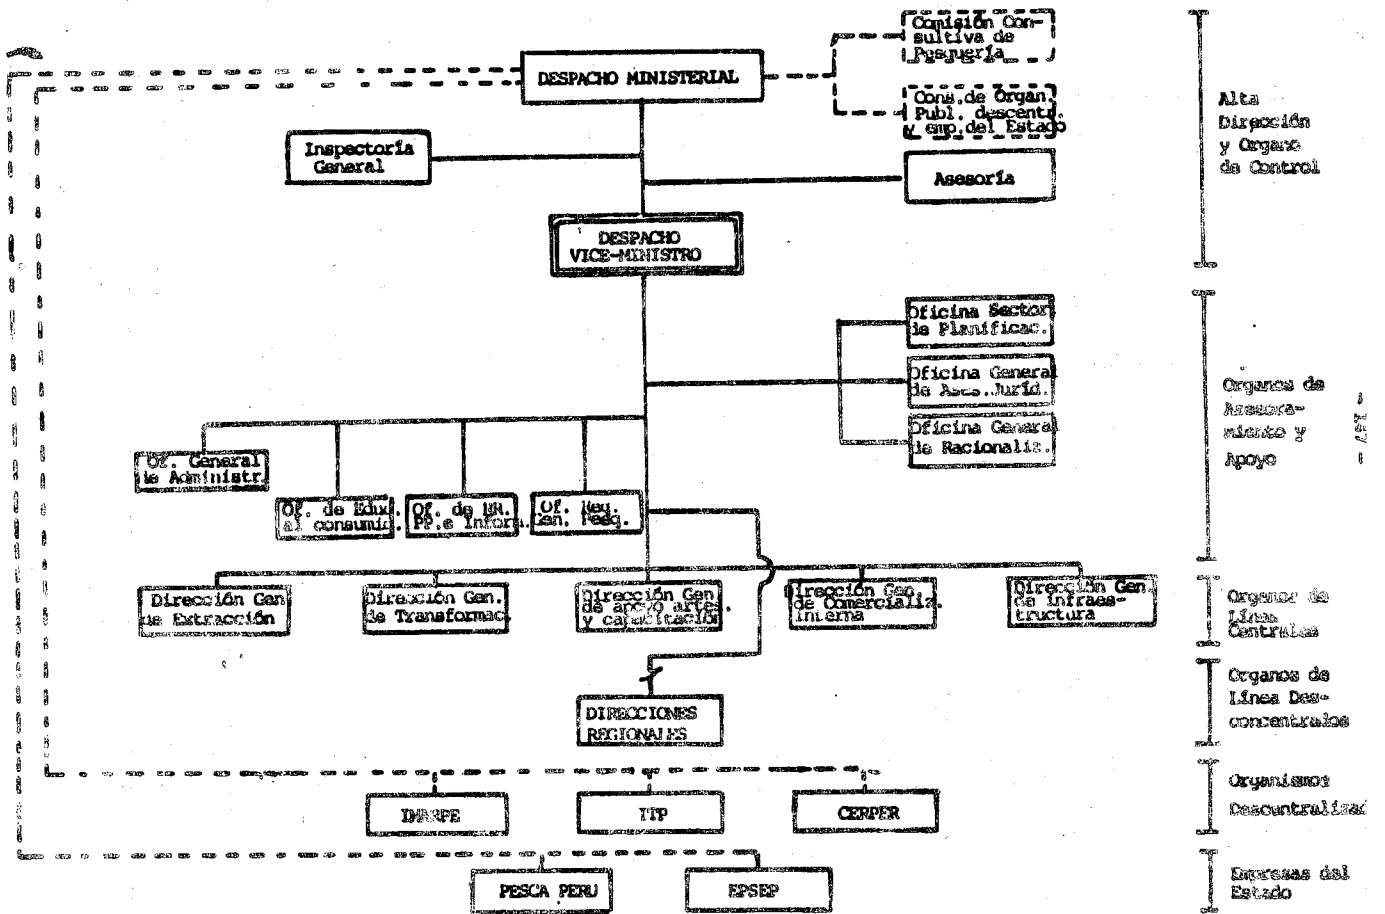 Comisión Con-
sultiva de
Pesquería
DESPACHO MINISTERIAL
Cons.de Organ.
Publ. descentr.
y emp.del Estado
Alta
Dirección
y Organo
de Control
Inspectoría
General
Asesoría
DESPACHO
VICE-MINISTRO
Oficina Sector
de Planificac.
Oficina General
de Ases.Juríd.
Oficina General
de Racionaliz.
Organos de
Asesora-
miento y
Apoyo
Of. General
de Administr.
Of. de Educ.
al consumid.
Of. de RR.
PP.e Inform.
Of. Reg.
Gen. Pesq.
Dirección Gen
de Extracción
Dirección Gen.
de Transformac.
Dirección Gen
de apoyo artes.
y capacitación
Dirección Gen.
de Comercializ.
interna
Dirección Gen.
de infraes-
tructura
Organos de
Línea
Centrales
DIRECCIONES
REGIONALES
Organos de
Línea Des-
concentrados
IMARPE
ITP
CERPER
Organismos
Descentralizad
PESCA PERU
EPSEP
Empresas del
Estado